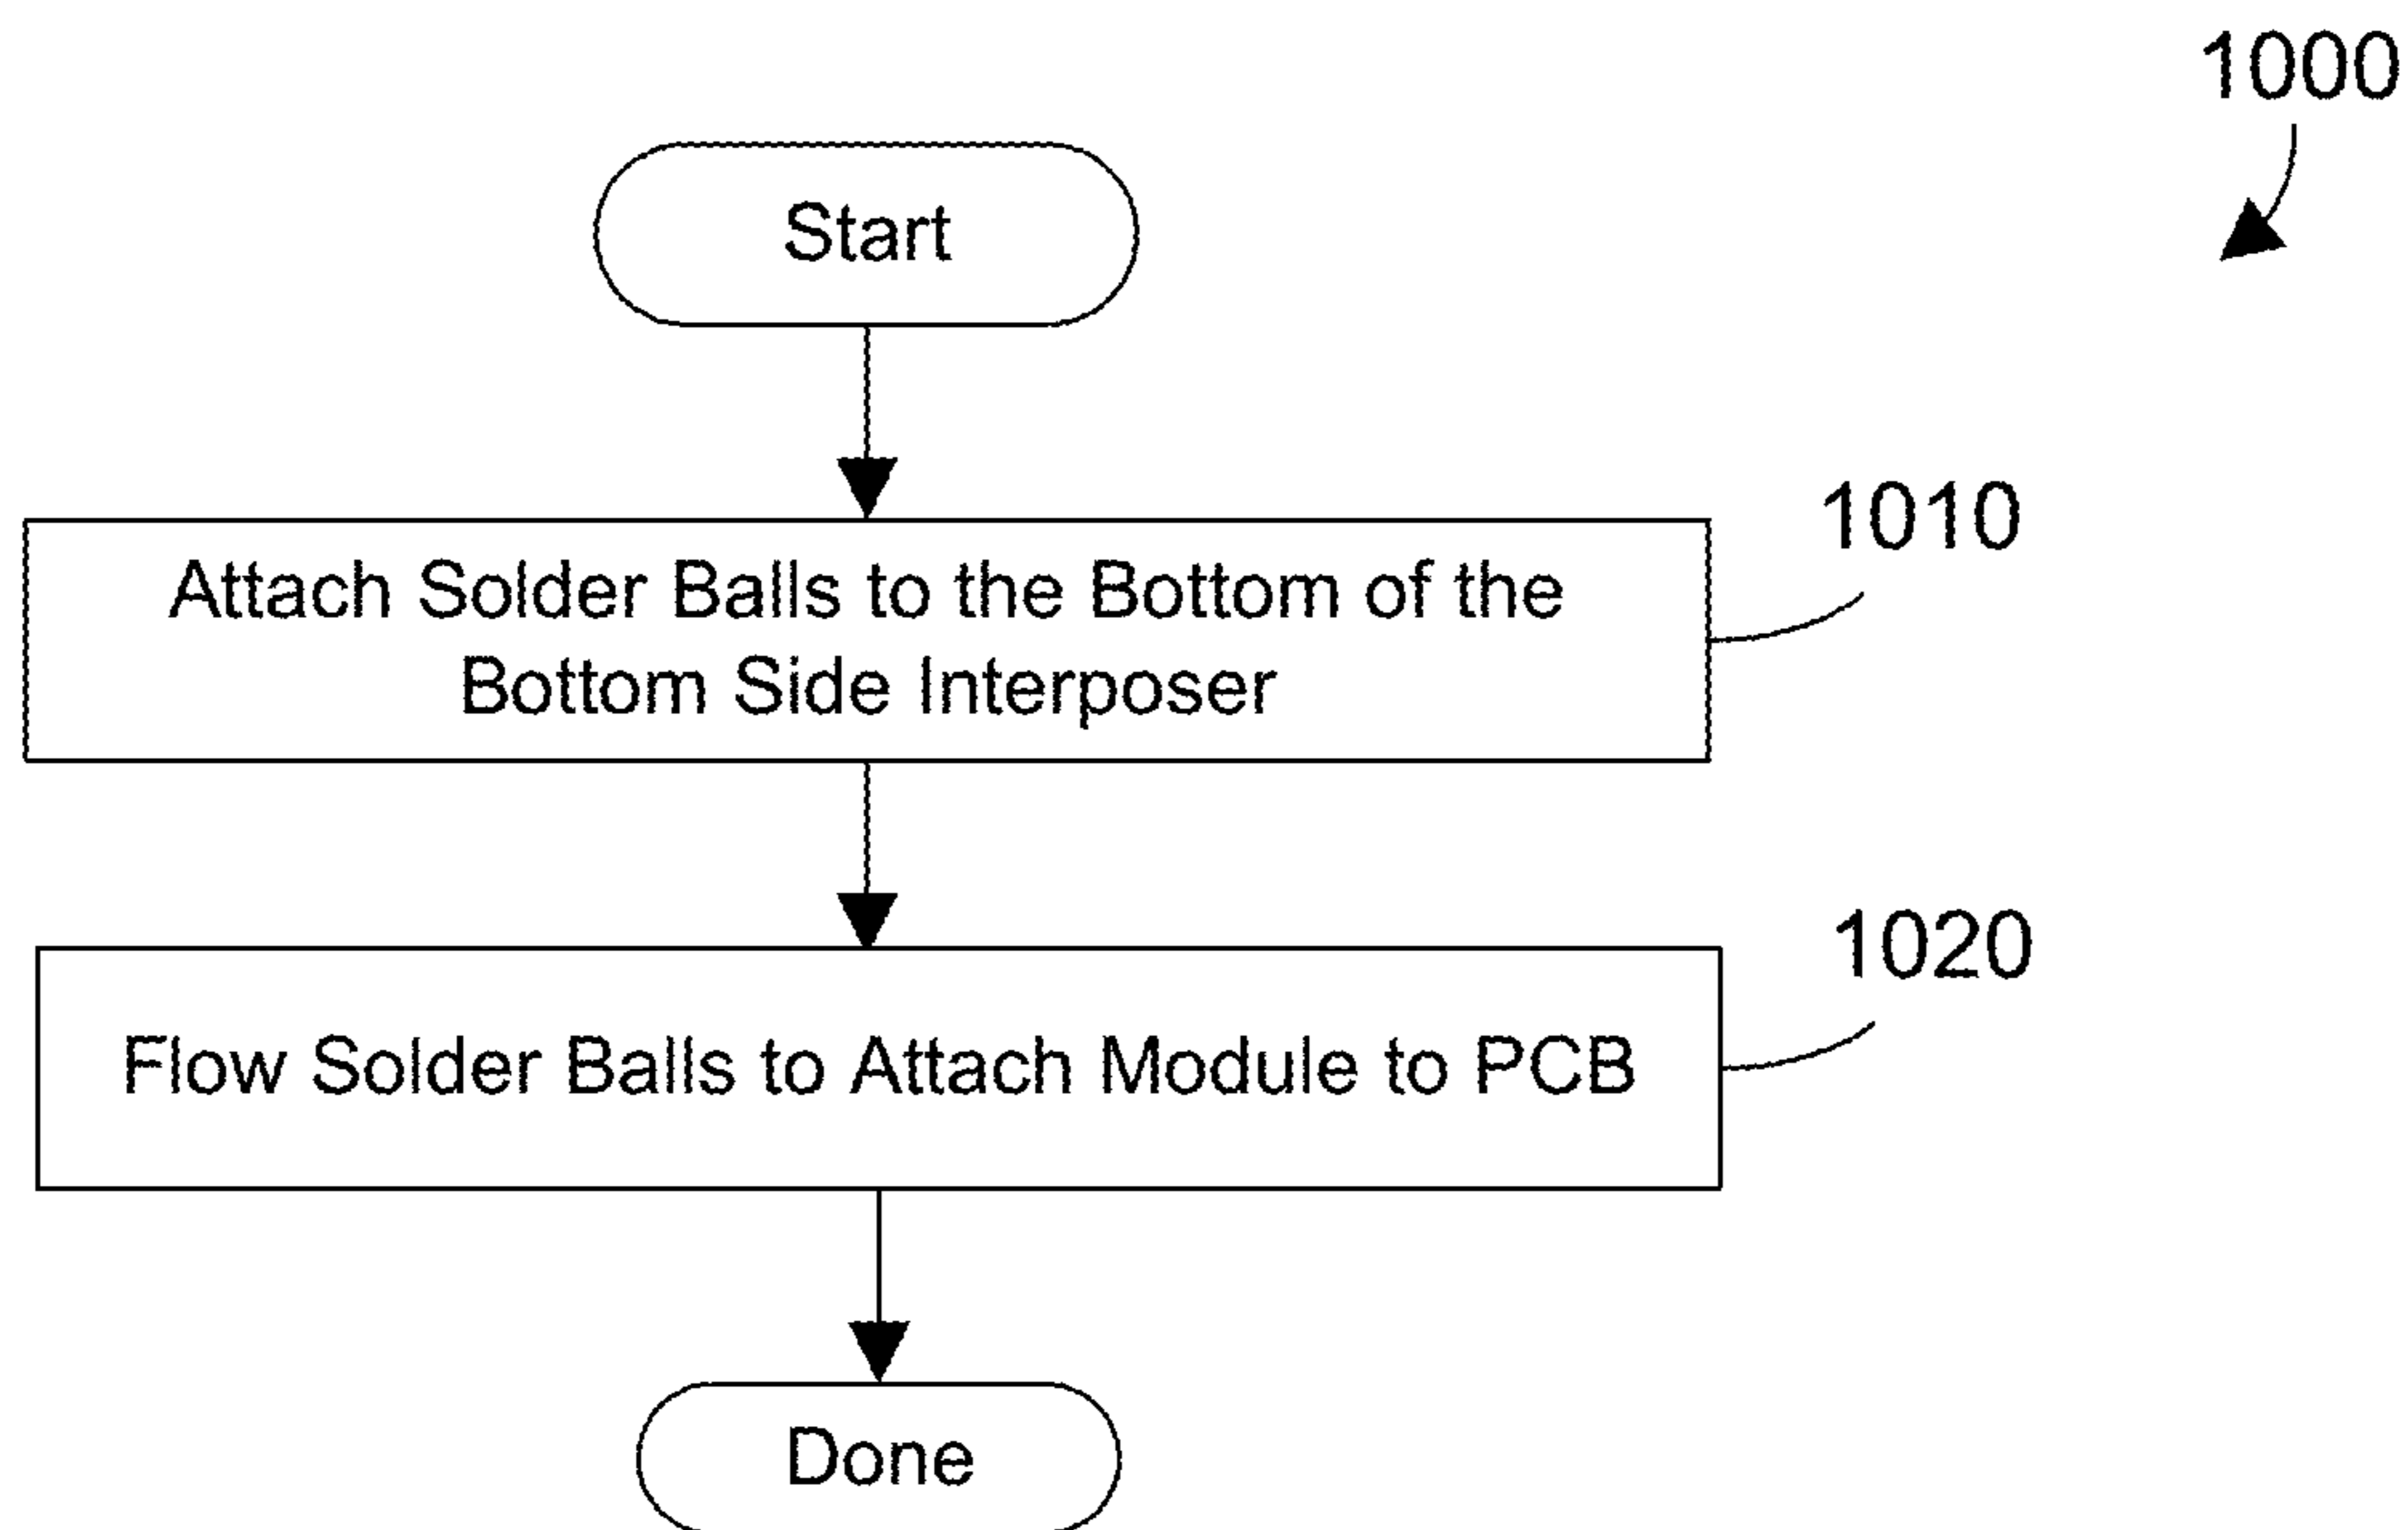 1000
Start
1010
Attach Solder Balls to the Bottom of the
Bottom Side Interposer
1020
Flow Solder Balls to Attach Module to PCB
Done